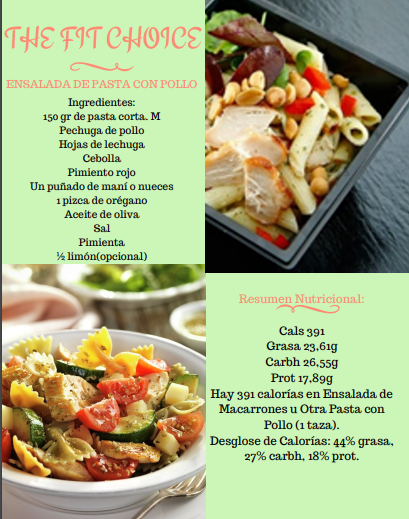 THE FIT CHOICE
ENSALADA DE PASTA CON POLLO
Ingredientes:
150 gr de pasta corta. M
Pechuga de pollo
Hojas de lechuga
Cebolla
Pimiento rojo
Un puñado de maní o nueces
1 pizca de orégano
Aceite de oliva
Sal
Pimienta
½ limón(opcional)
Resumen Nutricional:
Cals 391
Grasa 23,61g
Carbh 26,55g
Prot 17,89g
Hay 391 calorías en Ensalada de
Macarrones u Otra Pasta con
Pollo (1 taza).
Desglose de Calorías: 44% grasa,
27% carbh, 18% prot.